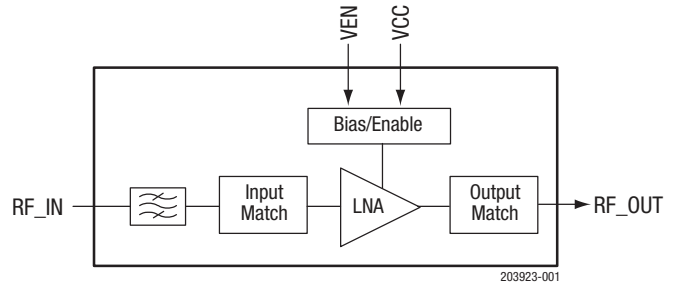 VEN
VCC
Bias/Enable
RF_IN
Input
Match
LNA
Output
Match
RF_OUT
203923-001